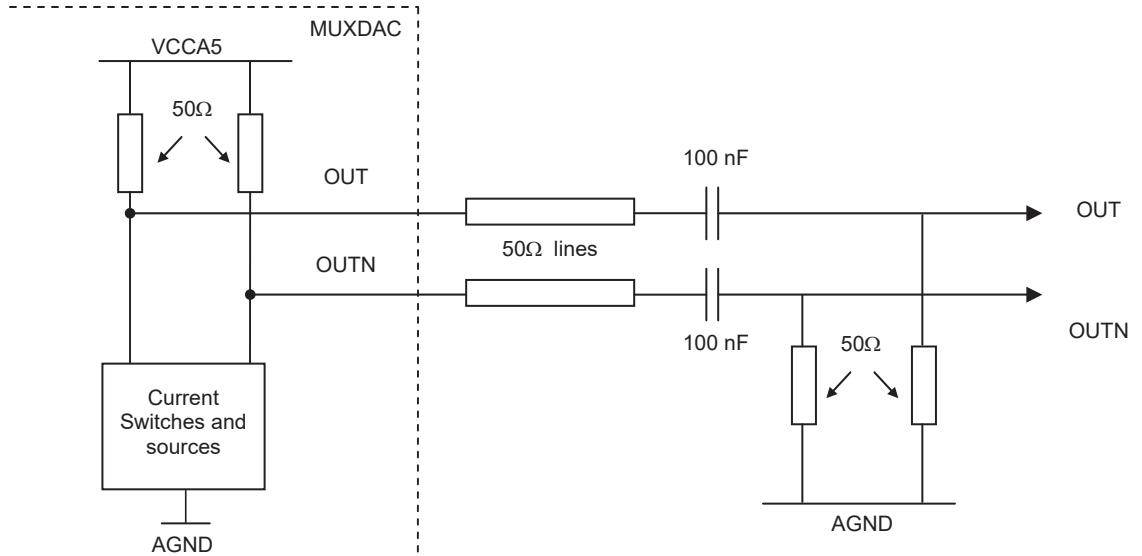 MUXDAC
VCCA5
50Ω
100 nF
OUT
OUT
50Ω lines
OUTN
OUTN
100 nF
50Ω
Current
Switches and
sources
AGND
AGND